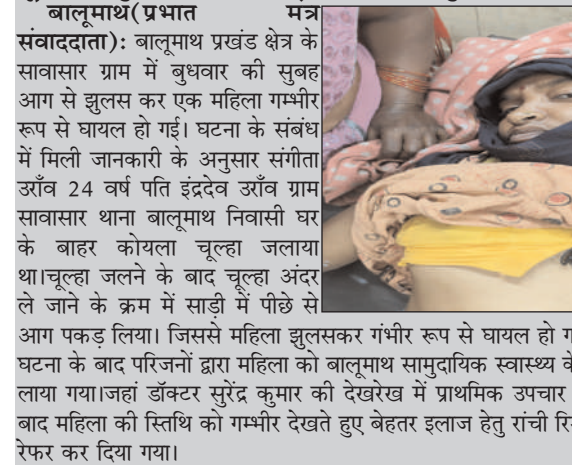 बालूमाथ(प्रभात मंत्र
संवाददाता): बालूमाथ प्रखंड क्षेत्र के
सावासार ग्राम में बुधवार की सुबह
आग से झुलस कर एक महिला गम्भीर
रूप से घायल हो गई। घटना के संबंध
में मिली जानकारी के अनुसार संगीता
उराँव 24 वर्ष पति इंद्रदेव उराँव ग्राम
सावासार थाना बालूमाथ निवासी घर
के बाहर कोयला चूल्हा जलाया
था।चूल्हा जलने के बाद चूल्हा अंदर
ले जाने के क्रम में साड़ी में पीछे से
आग पकड़ लिया। जिससे महिला झुलसकर गंभीर रूप से घायल हो
घटना के बाद परिजनों द्वारा महिला को बालूमाथ सामुदायिक स्वास्थ्य
लाया गया।जहां डॉक्टर सुरेंद्र कुमार की देखरेख में प्राथमिक उपचार
बाद महिला की स्तिथि को गम्भीर देखते हुए बेहतर इलाज हेतु रांची
रेफर कर दिया गया।